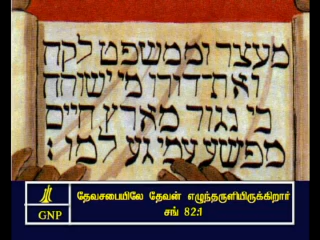 מעצר וממשפט לקח
ואת דורו מי ישוחח
כי נגזר מארץ חיים
מפשע עמי נגע למו:
தேவசபையிலே தேவன் எழுந்தருளியிருக்கிறார்
சங் 82:1
GNP